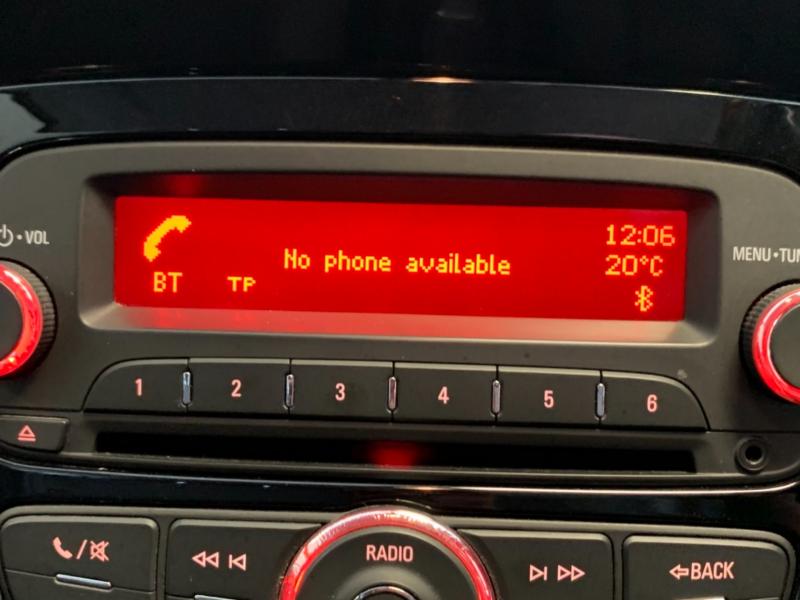 VOL
BT
TP
No phone available
12:06
20°C
MENU•TUN
1
2
3
4
5
6
RADIO
BACK